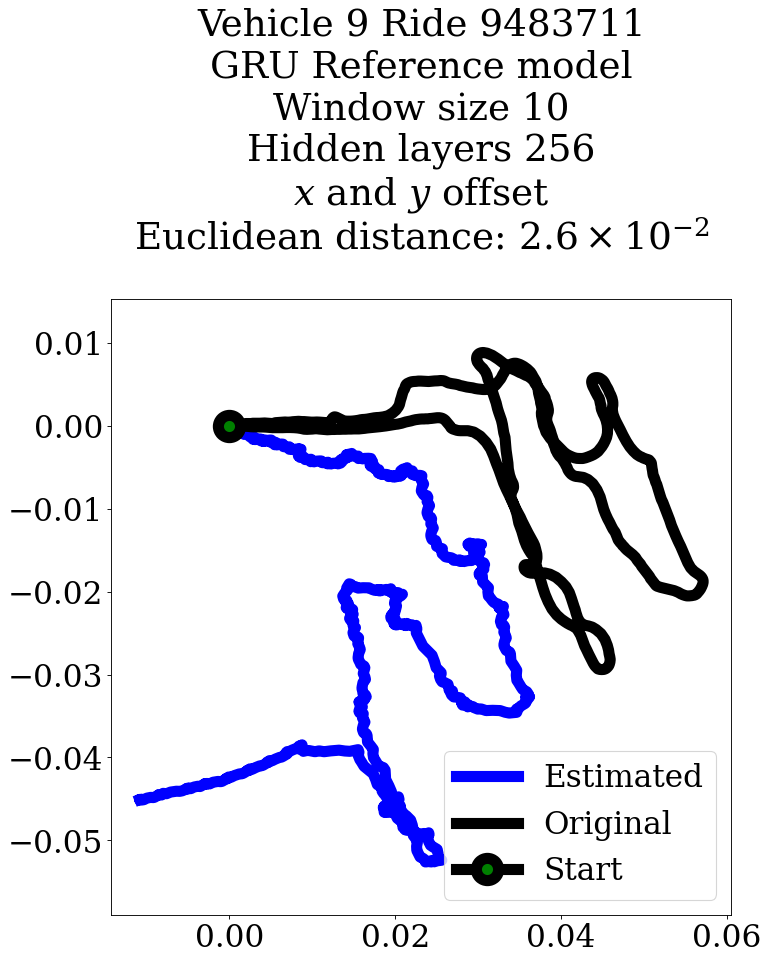 Vehicle 9 Ride 9483711
GRU Reference model
Window size 10
Hidden layers 256
x and y offset
Euclidean distance: 2.6 × 10⁻²
0.01
0.00
−0.01
−0.02
−0.03
−0.04
−0.05
Estimated
Original
Start
0.00 0.02 0.04 0.06